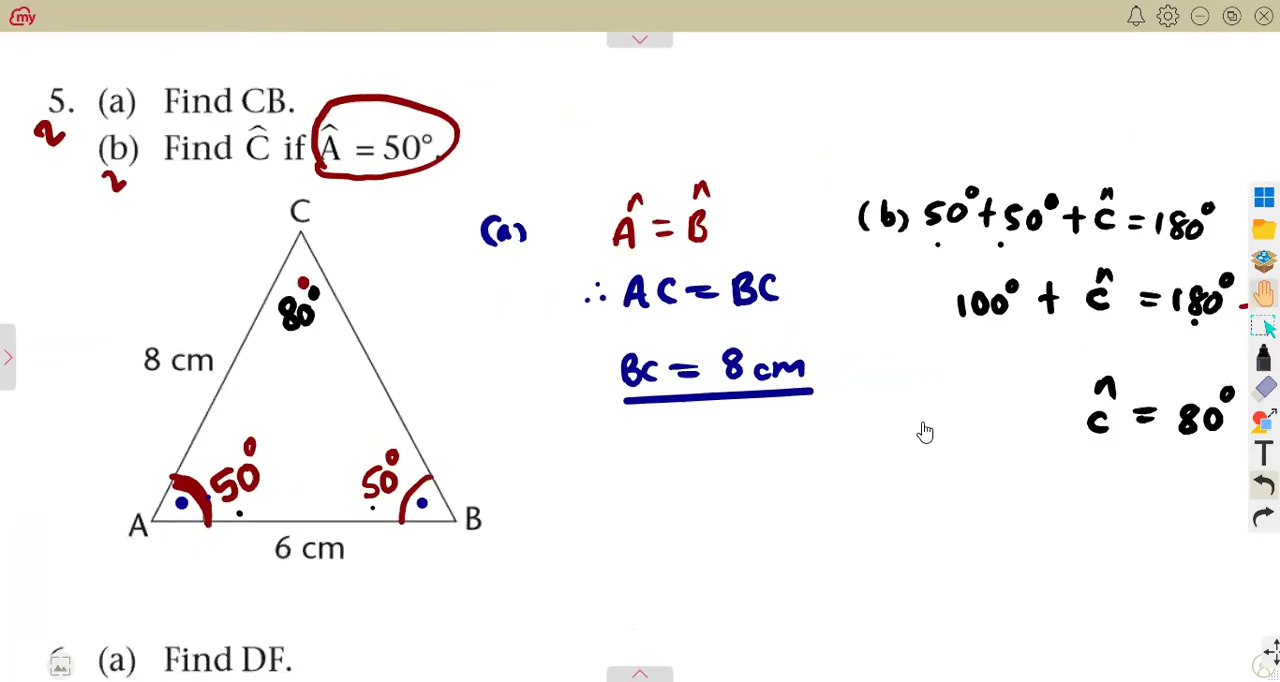 my
5. (a) Find CB.
2
(b) Find Ĉ if Â = 50°.
2
C
80°
8 cm
50°
50°
A
B
6 cm
(a)
Â = B̂
∴ AC = BC
BC = 8 cm
(b) 50° + 50° + ĉ = 180°
100° + ĉ = 180°
ĉ = 80°
T
(a) Find DF.